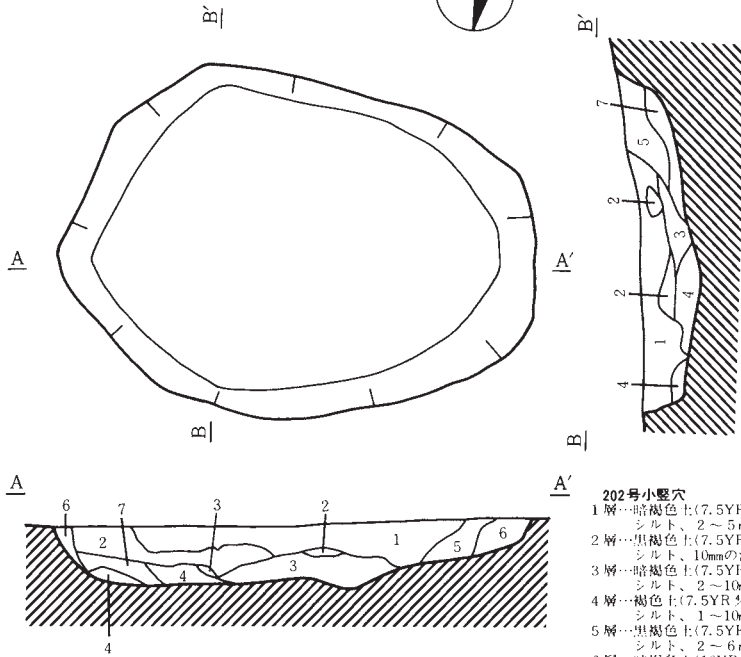 B′
B′
A
A′
B
7
5
2
3
2
4
1
4
B
A
A′
6
7
3
2
2
1
5
6
4
3
4
202号小竪穴
1層…暗褐色土(7.5YR
シルト、2～5
2層…黒褐色土(7.5YR
シルト、10mmの
3層…暗褐色土(7.5YR
シルト、2～10
4層…褐色土(7.5YR
シルト、1～10
5層…黒褐色土(7.5YR
シルト、2～6